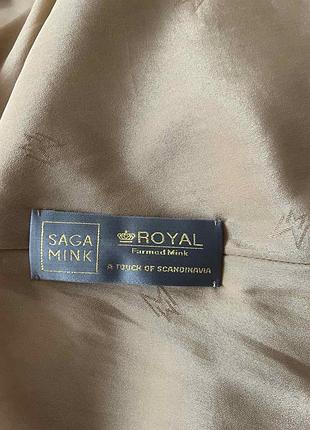 SAGA
MINK
ROYAL
Farmed Mink
A TOUCH OF SCANDINAVIA